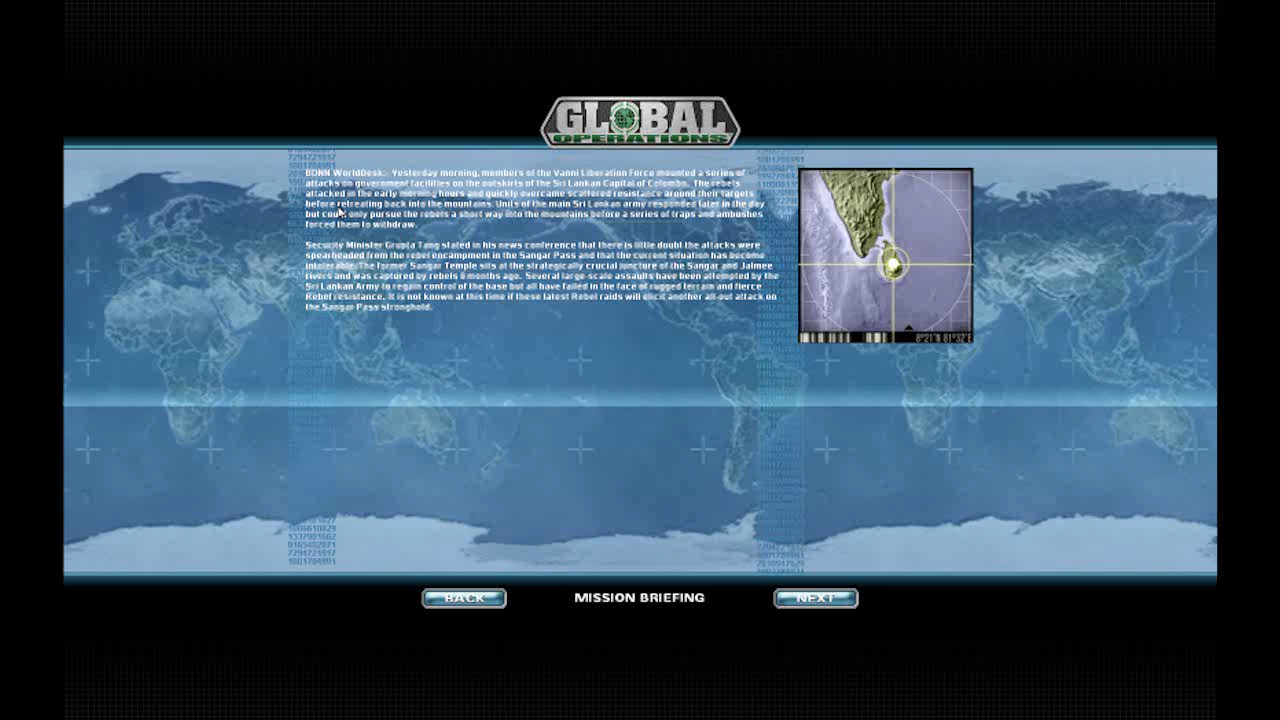 GLOBAL
OPERATIONS
7294721917
1801784991
BONN WorldDesk:- Yesterday morning, members of the Vanni Liberation Force mounted a series of
attacks on government facilities on the outskirts of the Sri Lankan Capital of Colombo. The rebels
attacked in the early morning hours and quickly overcame scattered resistance around their targets
before retreating back into the mountains. Units of the main Sri Lankan army responded later in the day
but could only pursue the rebels a short way into the mountains before a series of traps and ambushes
forced them to withdraw.
Security Minister Grupta Tang stated in his news conference that there is little doubt the attacks were
spearheaded from the rebel encampment in the Sangar Pass and that the current situation has become
intolerable. The former Sangar Temple sits at the strategically crucial juncture of the Sangar and Jalmee
rivers and was captured by rebels 6 months ago. Several large-scale assaults have been attempted by the
Sri Lankan Army to regain control of the base but all have failed in the face of rugged terrain and fierce
Rebel resistance. It is not known at this time if these latest Rebel raids will elicit another all-out attack on
the Sangar Pass stronghold.
8°21'N 81°32'E
7294721917
1801784991
BACK
MISSION BRIEFING
NEXT